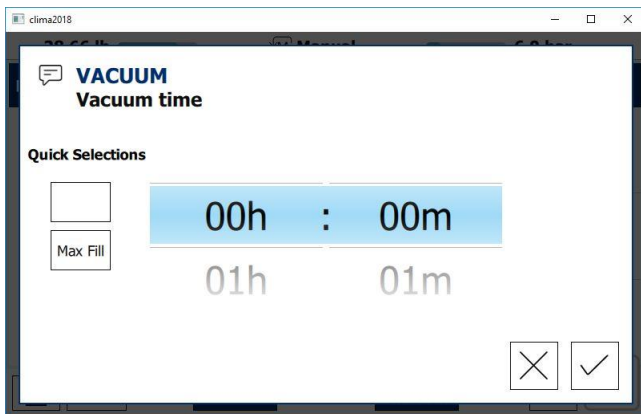 clima2018
VACUUM
Vacuum time
Quick Selections
00h : 00m
Max Fill
01h 01m